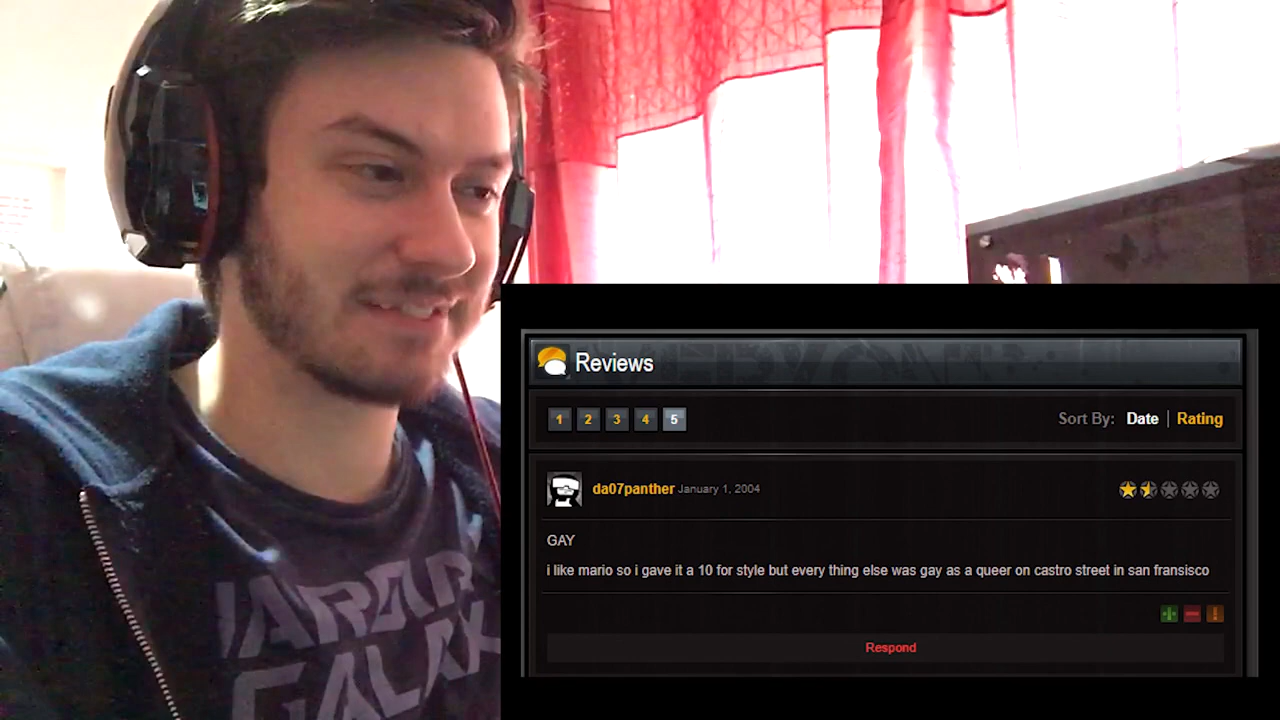 Reviews
1 2 3 4 5
Sort By: Date | Rating
da07panther January 1, 2004
GAY
i like mario so i gave it a 10 for style but every thing else was gay as a queer on castro street in san fransisco
Respond